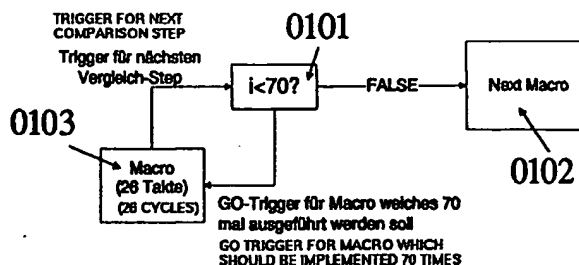 TRIGGER FOR NEXT
COMPARISON STEP
Trigger für nächsten
Vergleich-Step
0101
i<70?
FALSE
Next Macro
0102
0103
Macro
(26 Takte)
(26 CYCLES)
GO-Trigger für Macro welches 70
mal ausgeführt werden soll
GO TRIGGER FOR MACRO WHICH
SHOULD BE IMPLEMENTED 70 TIMES